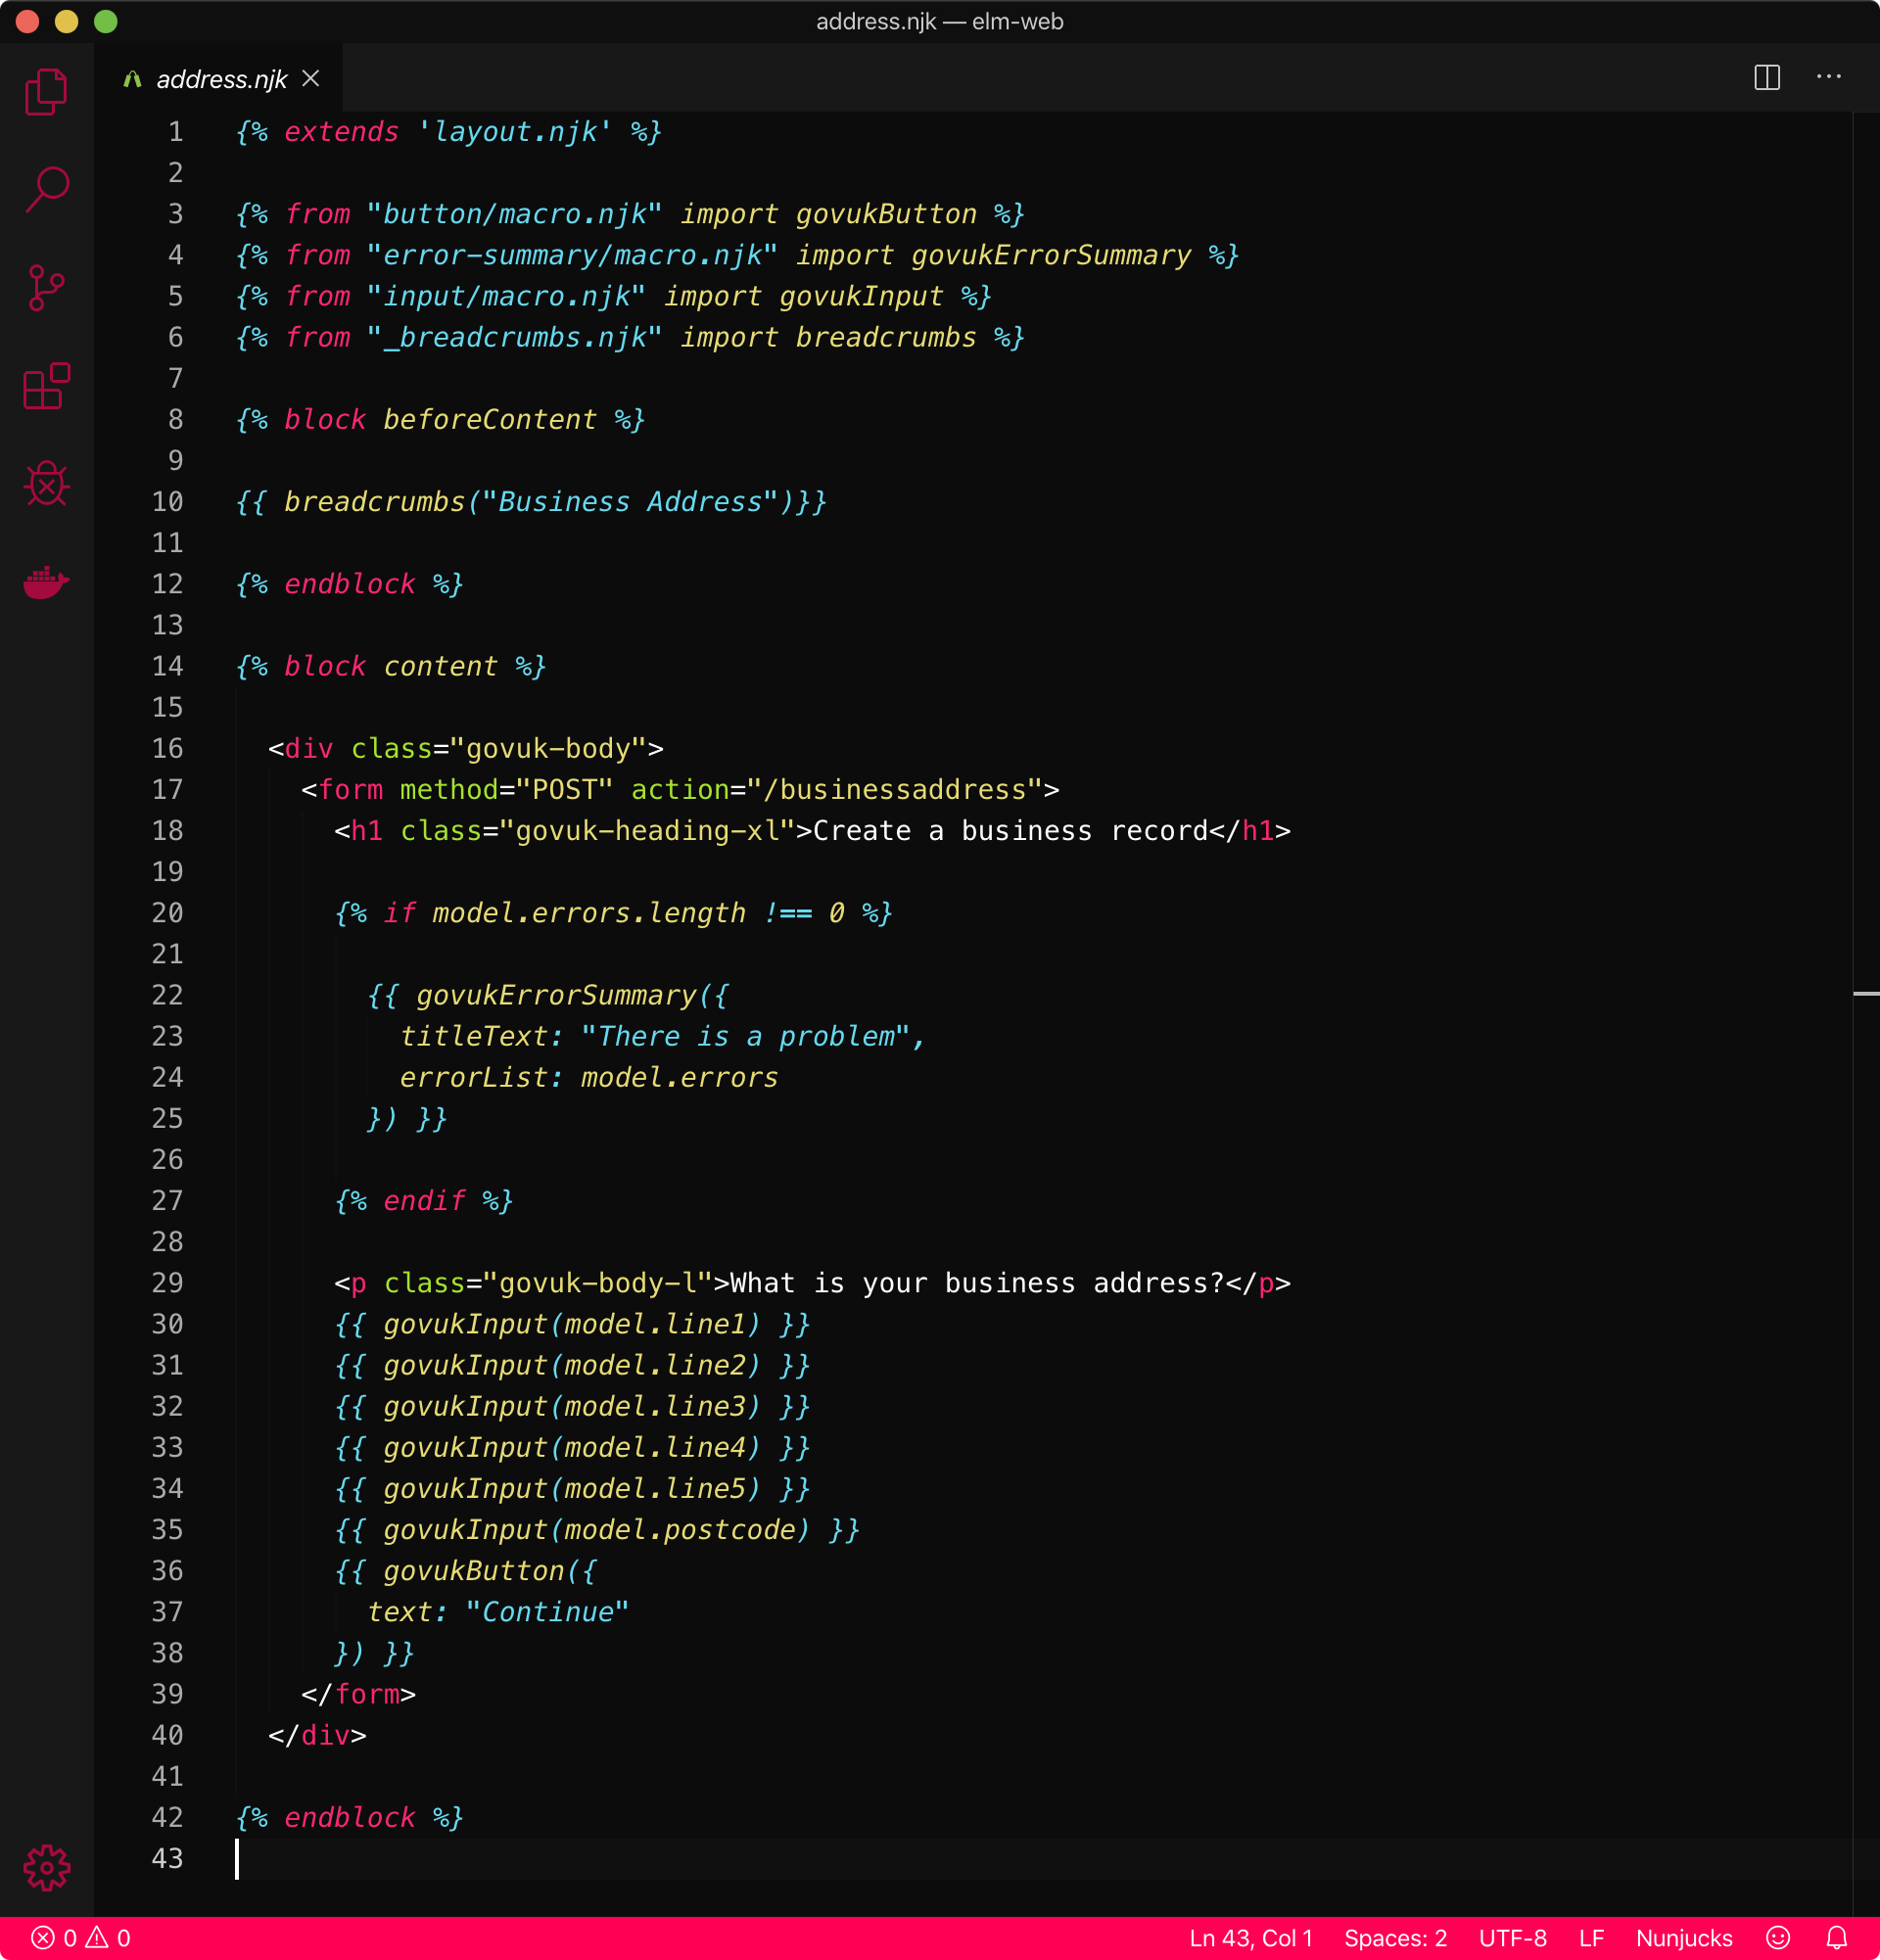 address.njk — elm-web
address.njk
1 {% extends 'layout.njk' %}
2
3 {% from "button/macro.njk" import govukButton %}
4 {% from "error-summary/macro.njk" import govukErrorSummary %}
5 {% from "input/macro.njk" import govukInput %}
6 {% from "_breadcrumbs.njk" import breadcrumbs %}
7
8 {% block beforeContent %}
9
10 {{ breadcrumbs("Business Address")}}
11
12 {% endblock %}
13
14 {% block content %}
15
16   <div class="govuk-body">
17     <form method="POST" action="/businessaddress">
18       <h1 class="govuk-heading-xl">Create a business record</h1>
19
20       {% if model.errors.length !== 0 %}
21
22         {{ govukErrorSummary({
23           titleText: "There is a problem",
24           errorList: model.errors
25         }) }}
26
27       {% endif %}
28
29       <p class="govuk-body-l">What is your business address?</p>
30       {{ govukInput(model.line1) }}
31       {{ govukInput(model.line2) }}
32       {{ govukInput(model.line3) }}
33       {{ govukInput(model.line4) }}
34       {{ govukInput(model.line5) }}
35       {{ govukInput(model.postcode) }}
36       {{ govukButton({
37         text: "Continue"
38       }) }}
39     </form>
40   </div>
41
42 {% endblock %}
43
0 0 Ln 43, Col 1 Spaces: 2 UTF-8 LF Nunjucks